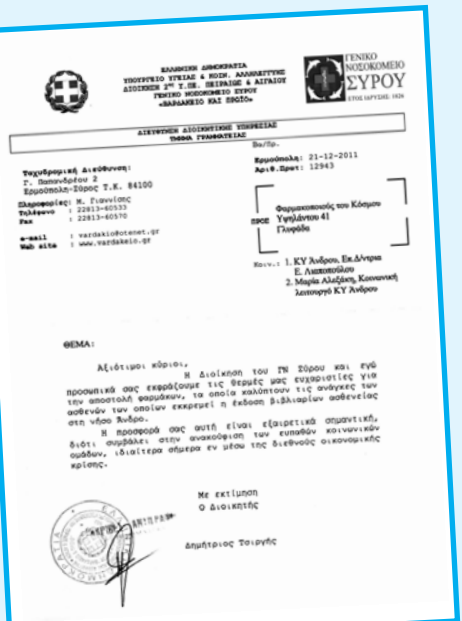 ΕΛΛΗΝΙΚΗ ΔΗΜΟΚΡΑΤΙΑ
ΥΠΟΥΡΓΕΙΟ ΥΓΕΙΑΣ & ΚΟΙΝ. ΑΛΛΗΛΕΓΓΥΗΣ
ΔΙΟΙΚΗΣΗ 2ης Υ.ΠΕ. ΠΕΙΡΑΙΩΣ & ΑΙΓΑΙΟΥ
ΓΕΝΙΚΟ ΝΟΣΟΚΟΜΕΙΟ ΣΥΡΟΥ
«ΒΑΡΔΑΚΕΙΟ ΚΑΙ ΠΡΩΙΟ»
ΓΕΝΙΚΟ
ΝΟΣΟΚΟΜΕΙΟ
ΣΥΡΟΥ
ΕΤΟΣ ΙΔΡΥΣΗΣ 1826
ΔΙΕΥΘΥΝΣΗ ΔΙΟΙΚΗΤΙΚΗΣ ΥΠΗΡΕΣΙΑΣ
ΤΜΗΜΑ ΓΡΑΜΜΑΤΕΙΑΣ
Ταχυδρομική Διεύθυνση:
Γ. Παπανδρέου 2
Ερμούπολη-Σύρος Τ.Κ. 84100
Πληροφορίες: Μ. Γιαννίσης
Τηλέφωνο : 22813-60533
Fax : 22813-60570
e-mail : vardakio@otenet.gr
Web site : www.vardakeio.gr
Ερμούπολη: 21-12-2011
Αριθ.Πρωτ: 12943
ΠΡΟΣ
Φαρμακοποιούς του Κόσμου
Υψηλάντου 41
Γλυφάδα
Κοιν.: 1. ΚΥ Άνδρου, Επ.Δ/ντρια
Ε. Λιαποπούλου
2. Μαρία Αλεξάκη, Κοινωνική
λειτουργό ΚΥ Άνδρου
ΘΕΜΑ:
Αξιότιμοι κύριοι,
Η Διοίκηση του ΓΝ Σύρου και εγώ
προσωπικά σας εκφράζουμε τις θερμές μας ευχαριστίες για
την αποστολή φαρμάκων, τα οποία καλύπτουν τις ανάγκες των
ασθενών των οποίων εκκρεμεί η έκδοση βιβλιαρίων ασθενείας
στη νήσο Άνδρο.
Η προσφορά σας αυτή είναι εξαιρετικά σημαντική,
διότι συμβάλει στην ανακούφιση των ευπαθών κοινωνικών
ομάδων, ιδιαίτερα σήμερα εν μέσω της διεθνούς οικονομικής
κρίσης.
Με εκτίμηση
Ο Διοικητής
Δημήτριος Τσιργής